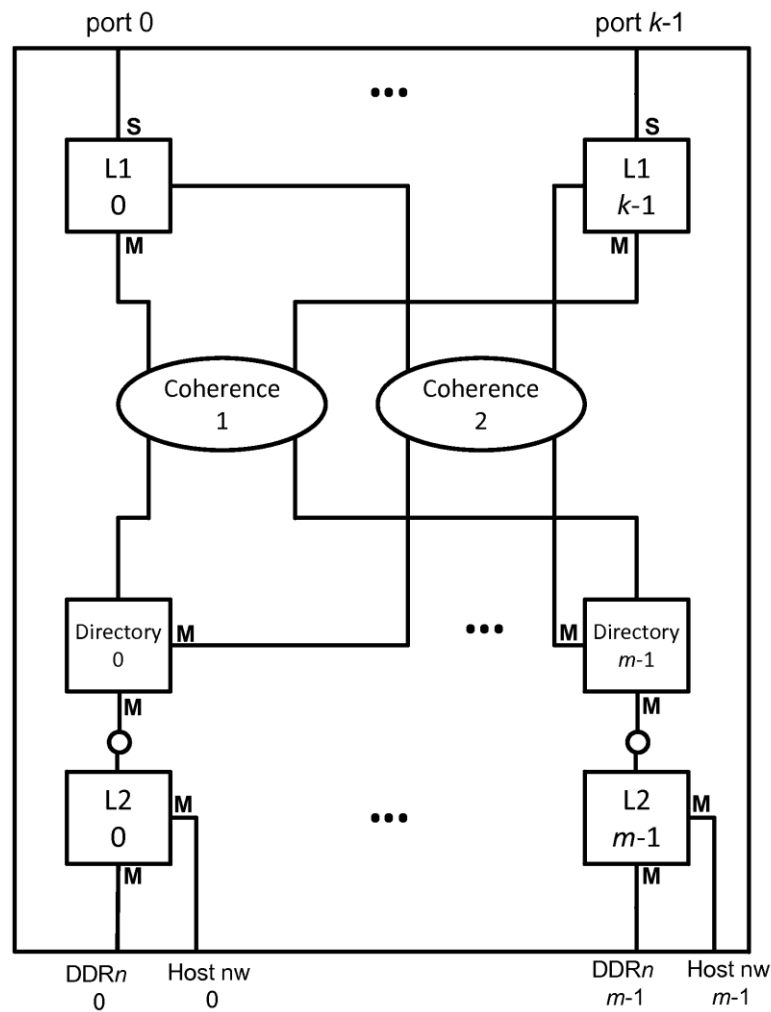 port 0
port k-1
...
S
S
L1
0
L1
k-1
M
M
Coherence
1
Coherence
2
...
Directory
0
M
M
Directory
m-1
M
M
L2
0
M
...
L2
m-1
M
M
M
DDRn
0
Host nw
0
DDRn
m-1
Host nw
m-1